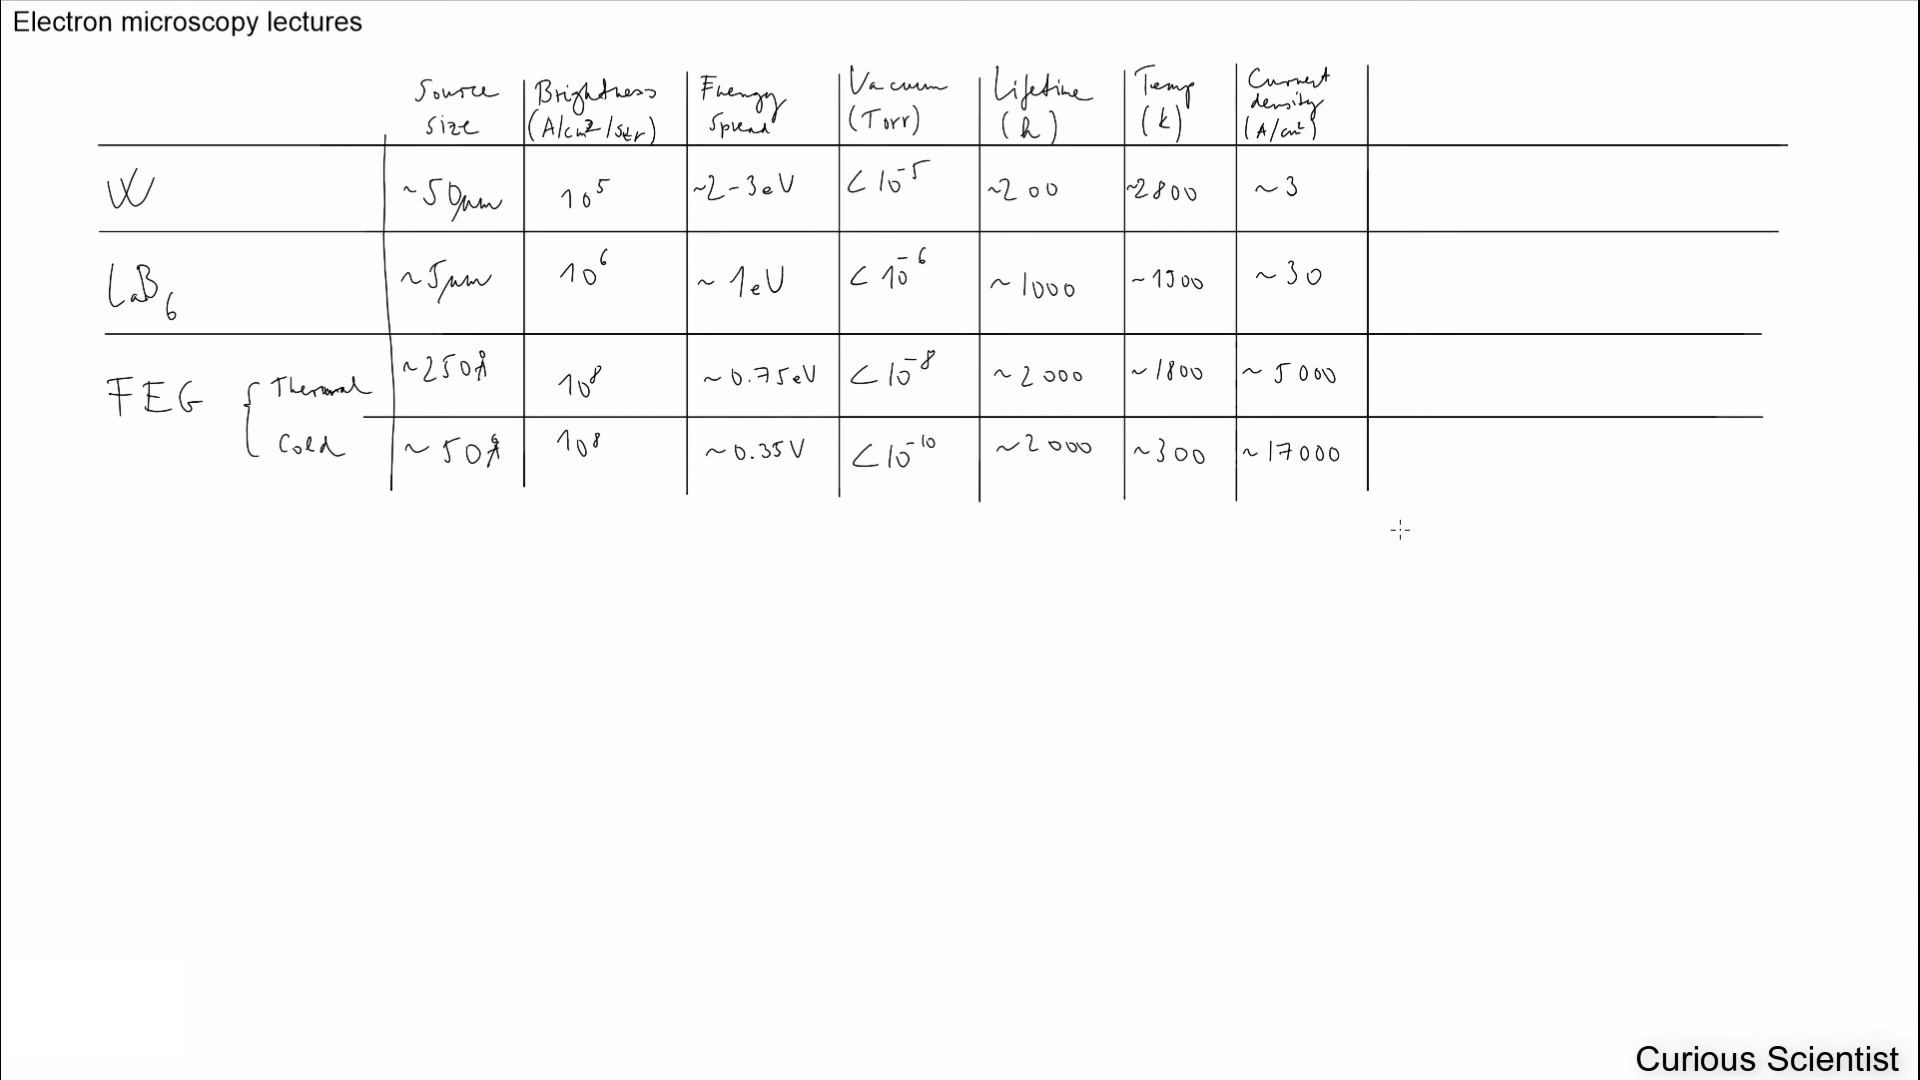 Electron microscopy lectures
Source size Brightness (A/cm²/str) Energy Spread Vacuum (Torr) Lifetime (h) Temp (k) Current density (A/cm²)
W ~50µm 10⁵ ~2-3eV <10⁻⁵ ~200 ~2800 ~3
LaB₆ ~5µm 10⁶ ~1eV <10⁻⁶ ~1000 ~1900 ~30
FEG { Thermal ~250Å 10⁸ ~0.75eV <10⁻⁸ ~2000 ~1800 ~5000
Cold ~50Å 10⁸ ~0.35V <10⁻¹⁰ ~2000 ~300 ~17000
Curious Scientist